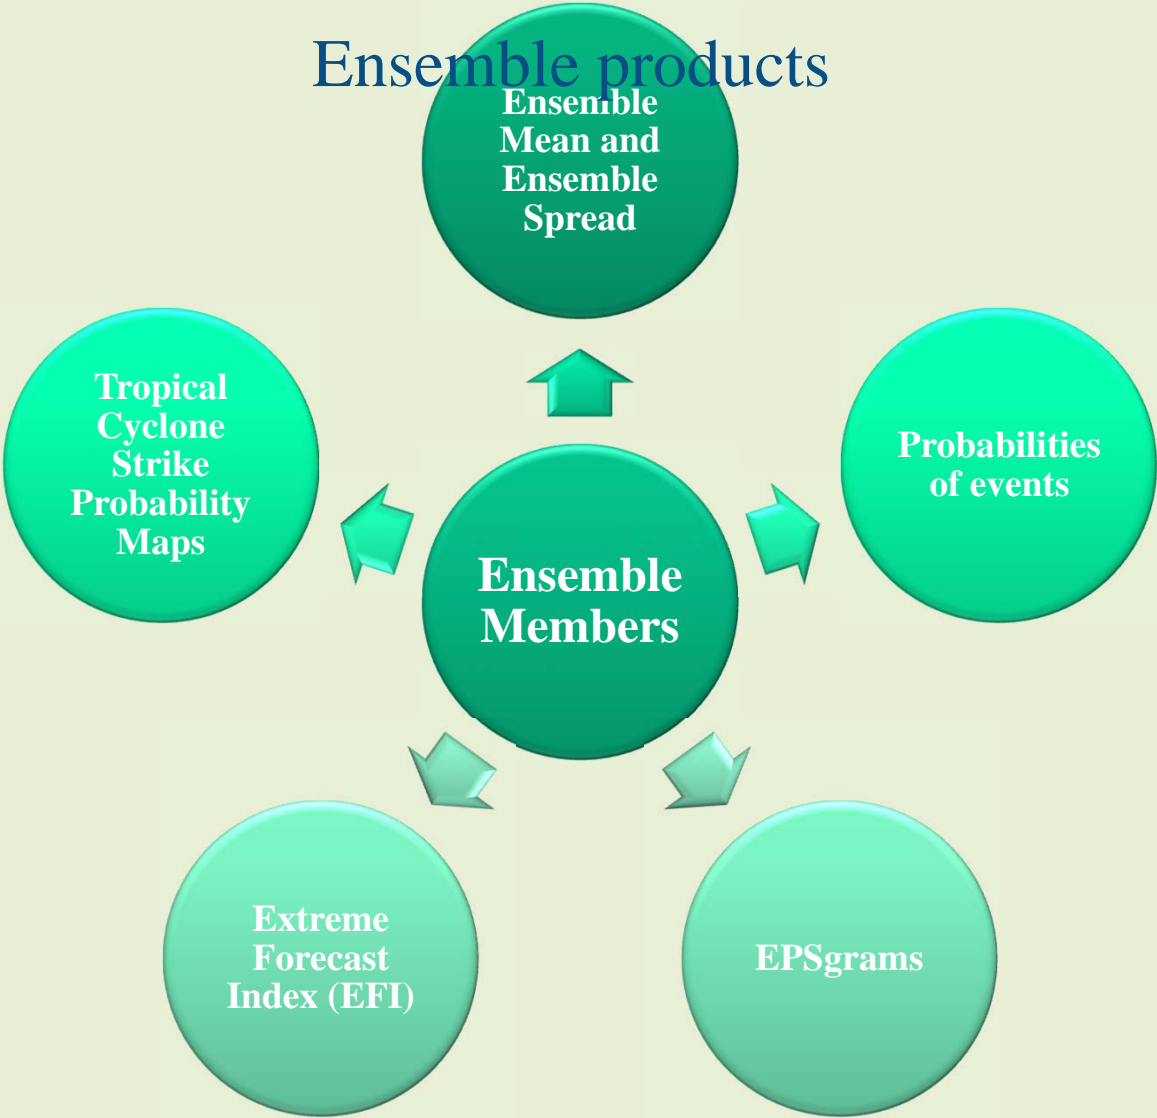 Ensemble products
Ensemble
Mean and
Ensemble
Spread
Tropical
Cyclone
Strike
Probability
Maps
Probabilities
of events
Ensemble
Members
Extreme
Forecast
Index (EFI)
EPSgrams